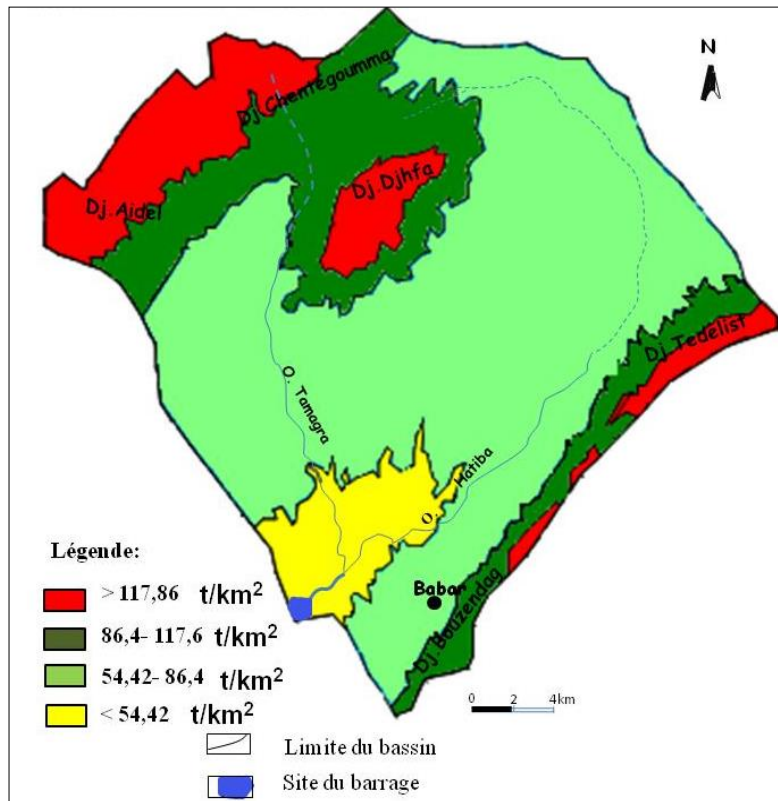 N
Dj.Chentegoumma
Dj.Djhfa
Dj.Aidel
Dj.Tedelist
O. Tamagra
O. Hatiba
Babar
Dj.Bouzendag
Légende:
> 117,86 t/km²
86,4- 117,6 t/km²
54,42- 86,4 t/km²
< 54,42 t/km²
0 2 4km
Limite du bassin
Site du barrage